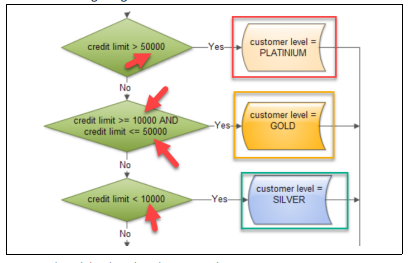 credit limit > 50000
Yes
customer level =
PLATINIUM
No
credit limit >= 10000 AND
credit limit <= 50000
Yes
customer level =
GOLD
No
credit limit < 10000
Yes
customer level =
SILVER
No